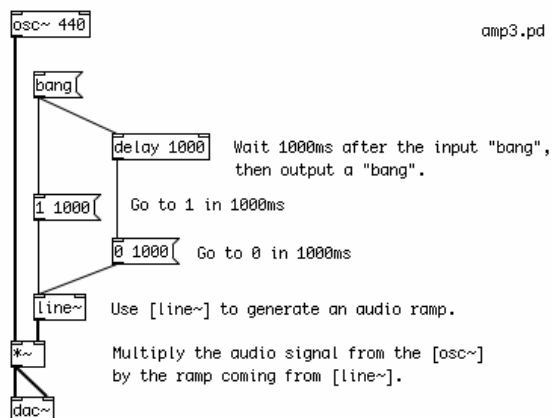 osc~ 440
amp3.pd
bang
delay 1000
Wait 1000ms after the input "bang",
then output a "bang".
1 1000
Go to 1 in 1000ms
0 1000
Go to 0 in 1000ms
line~
Use [line~] to generate an audio ramp.
*~
Multiply the audio signal from the [osc~]
by the ramp coming from [line~].
dac~